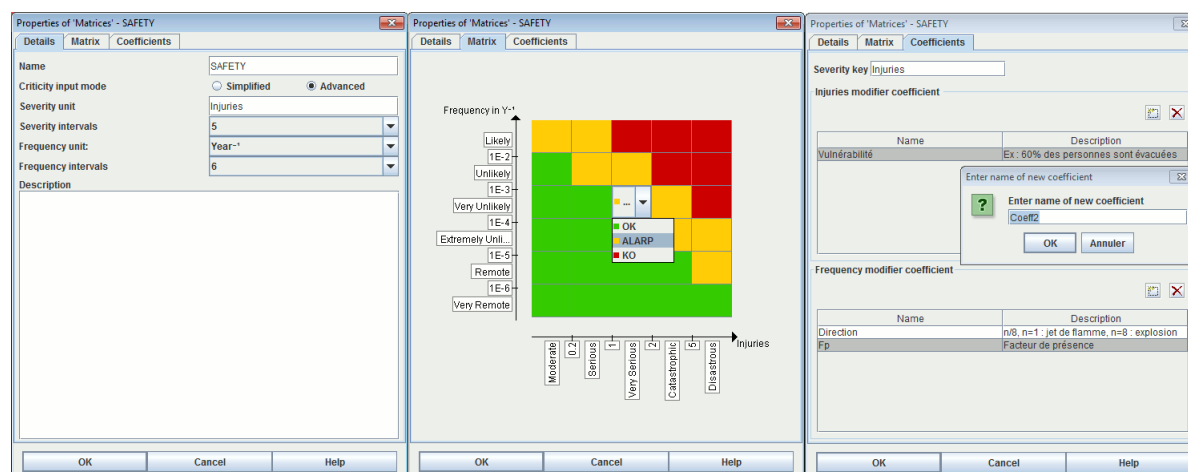 Properties of 'Matrices' - SAFETY
Details Matrix Coefficients
Name SAFETY
Criticity input mode Simplified Advanced
Severity unit Injuries
Severity intervals 5
Frequency unit: Year⁻¹
Frequency intervals 6
Description
OK Cancel Help
Properties of 'Matrices' - SAFETY
Details Matrix Coefficients
Frequency in Y⁻¹
Likely
1E-2
Unlikely
1E-3
Very Unlikely
...
1E-4
OK
Extremely Unli...
ALARP
1E-5
KO
Remote
1E-6
Very Remote
Injuries
Moderate
0.2
Serious
1
Very Serious
2
Catastrophic
5
Disastrous
OK Cancel Help
Properties of 'Matrices' - SAFETY
Details Matrix Coefficients
Severity key Injuries
Injuries modifier coefficient
Name Description
Vulnérabilité Ex : 60% des personnes sont évacuées
Enter name of new coefficient
Enter name of new coefficient
Coeff2
OK Annuler
Frequency modifier coefficient
Name Description
Direction n/8, n=1 : jet de flamme, n=8 : explosion
Fp Facteur de présence
OK Cancel Help